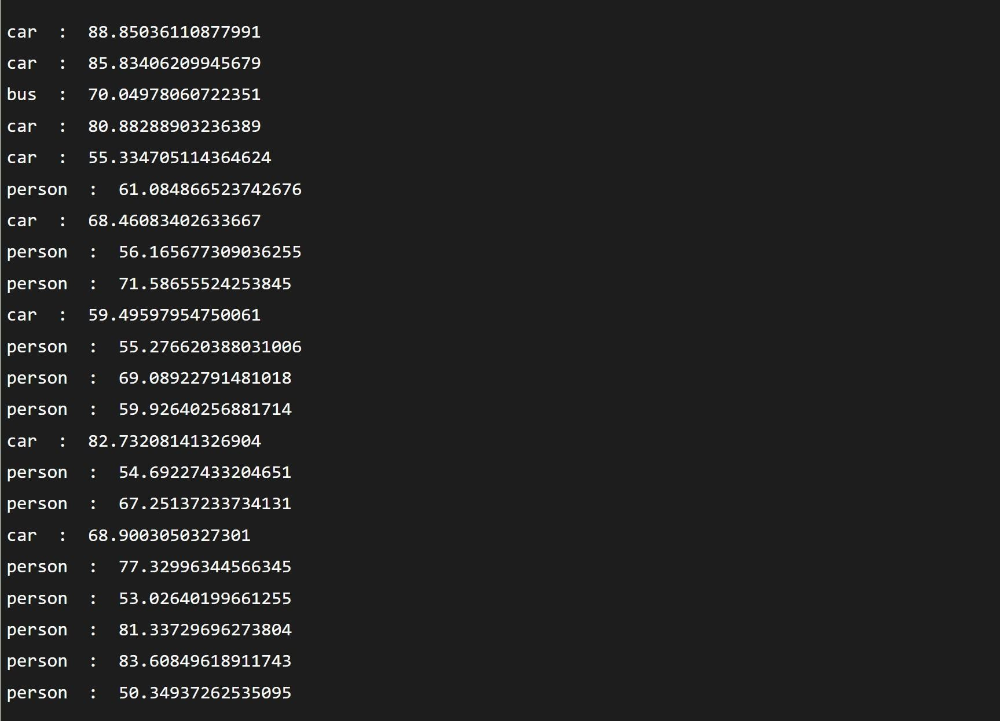 car  :  88.85036110877991
car  :  85.83406209945679
bus  :  70.04978060722351
car  :  80.88288903236389
car  :  55.334705114364624
person  :  61.084866523742676
car  :  68.46083402633667
person  :  56.165677309036255
person  :  71.58655524253845
car  :  59.49597954750061
person  :  55.276620388031006
person  :  69.08922791481018
person  :  59.92640256881714
car  :  82.73208141326904
person  :  54.69227433204651
person  :  67.25137233734131
car  :  68.9003050327301
person  :  77.32996344566345
person  :  53.02640199661255
person  :  81.33729696273804
person  :  83.60849618911743
person  :  50.34937262535095